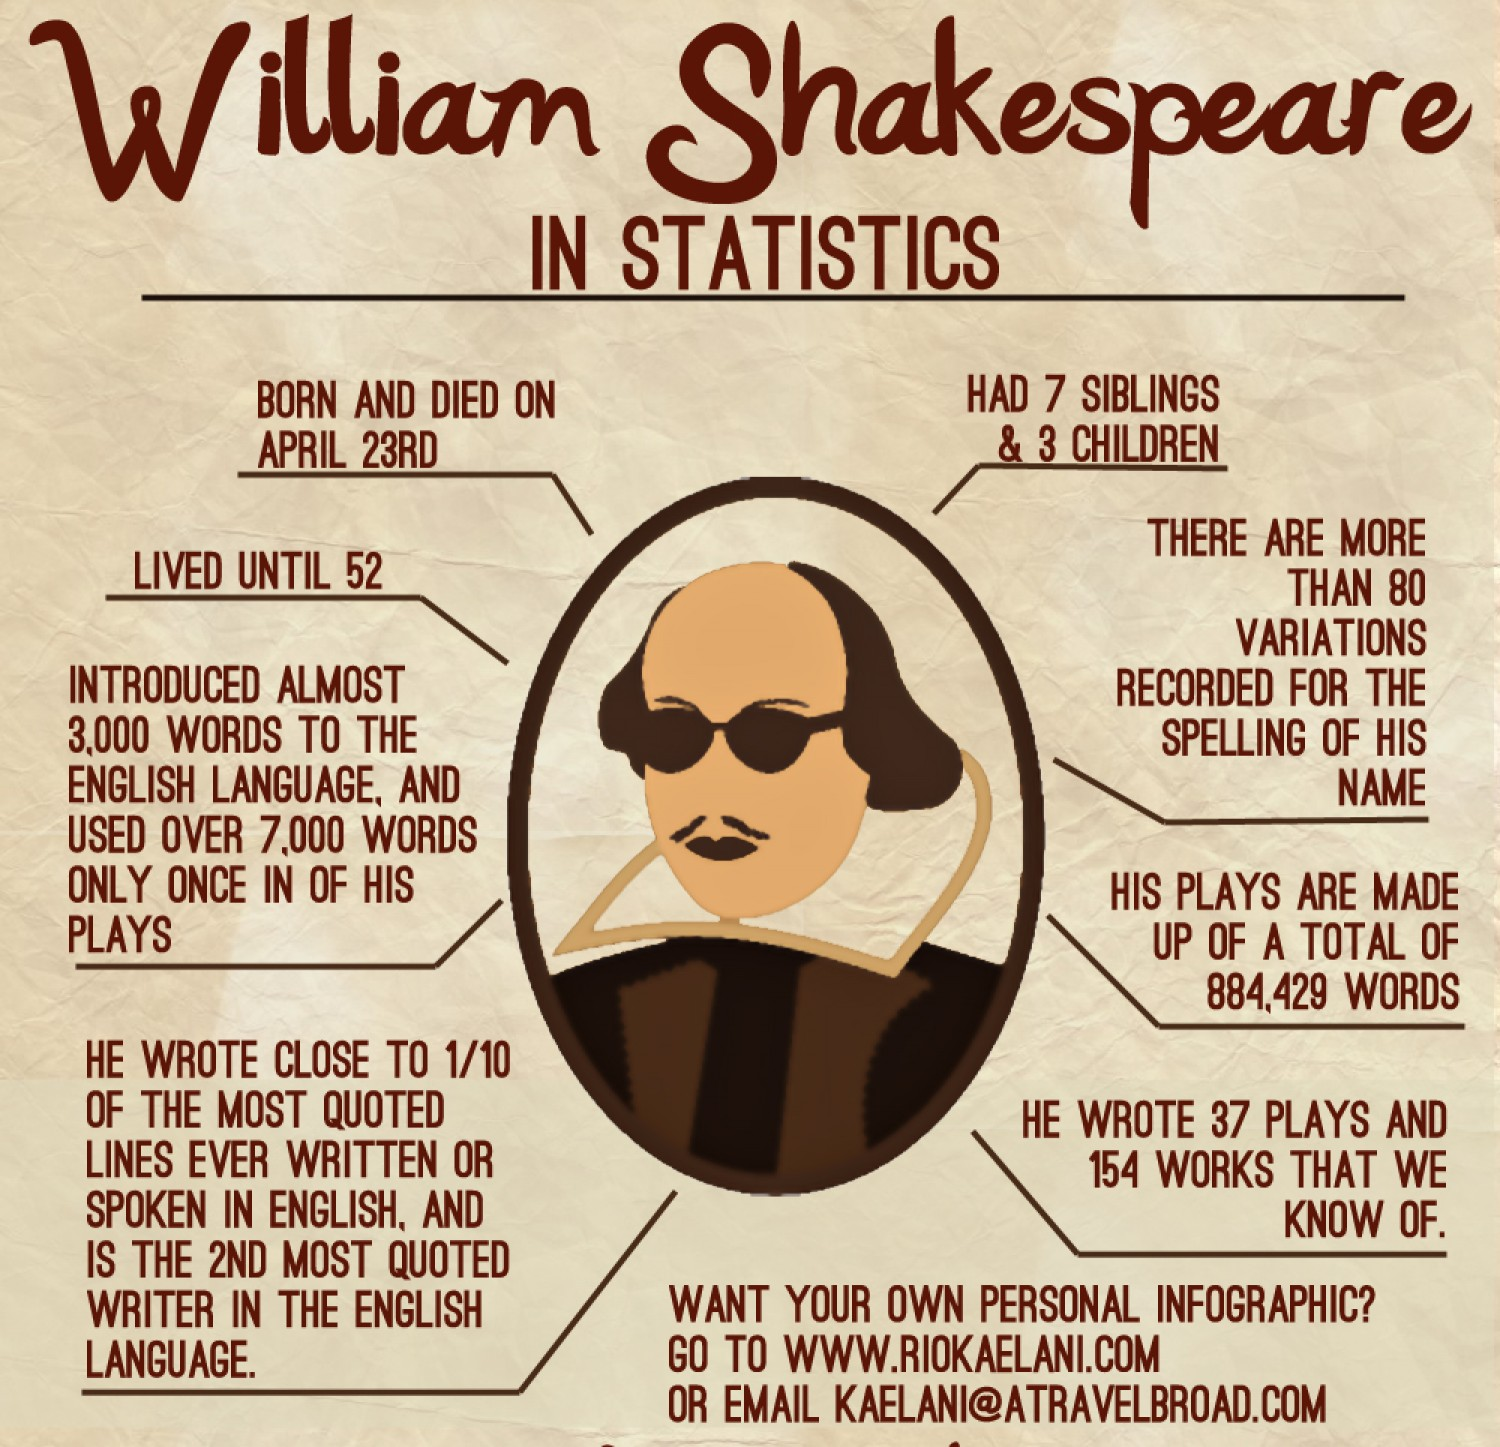 William Shakespeare
IN STATISTICS
BORN AND DIED ON
APRIL 23RD
HAD 7 SIBLINGS
& 3 CHILDREN
LIVED UNTIL 52
THERE ARE MORE
THAN 80
VARIATIONS
RECORDED FOR THE
SPELLING OF HIS
NAME
INTRODUCED ALMOST
3,000 WORDS TO THE
ENGLISH LANGUAGE, AND
USED OVER 7,000 WORDS
ONLY ONCE IN OF HIS
PLAYS
HIS PLAYS ARE MADE
UP OF A TOTAL OF
884,429 WORDS
HE WROTE CLOSE TO 1/10
OF THE MOST QUOTED
LINES EVER WRITTEN OR
SPOKEN IN ENGLISH, AND
IS THE 2ND MOST QUOTED
WRITER IN THE ENGLISH
LANGUAGE.
HE WROTE 37 PLAYS AND
154 WORKS THAT WE
KNOW OF.
WANT YOUR OWN PERSONAL INFOGRAPHIC?
GO TO WWW.RIOKAELANI.COM
OR EMAIL KAELANI@ATRAVELBROAD.COM